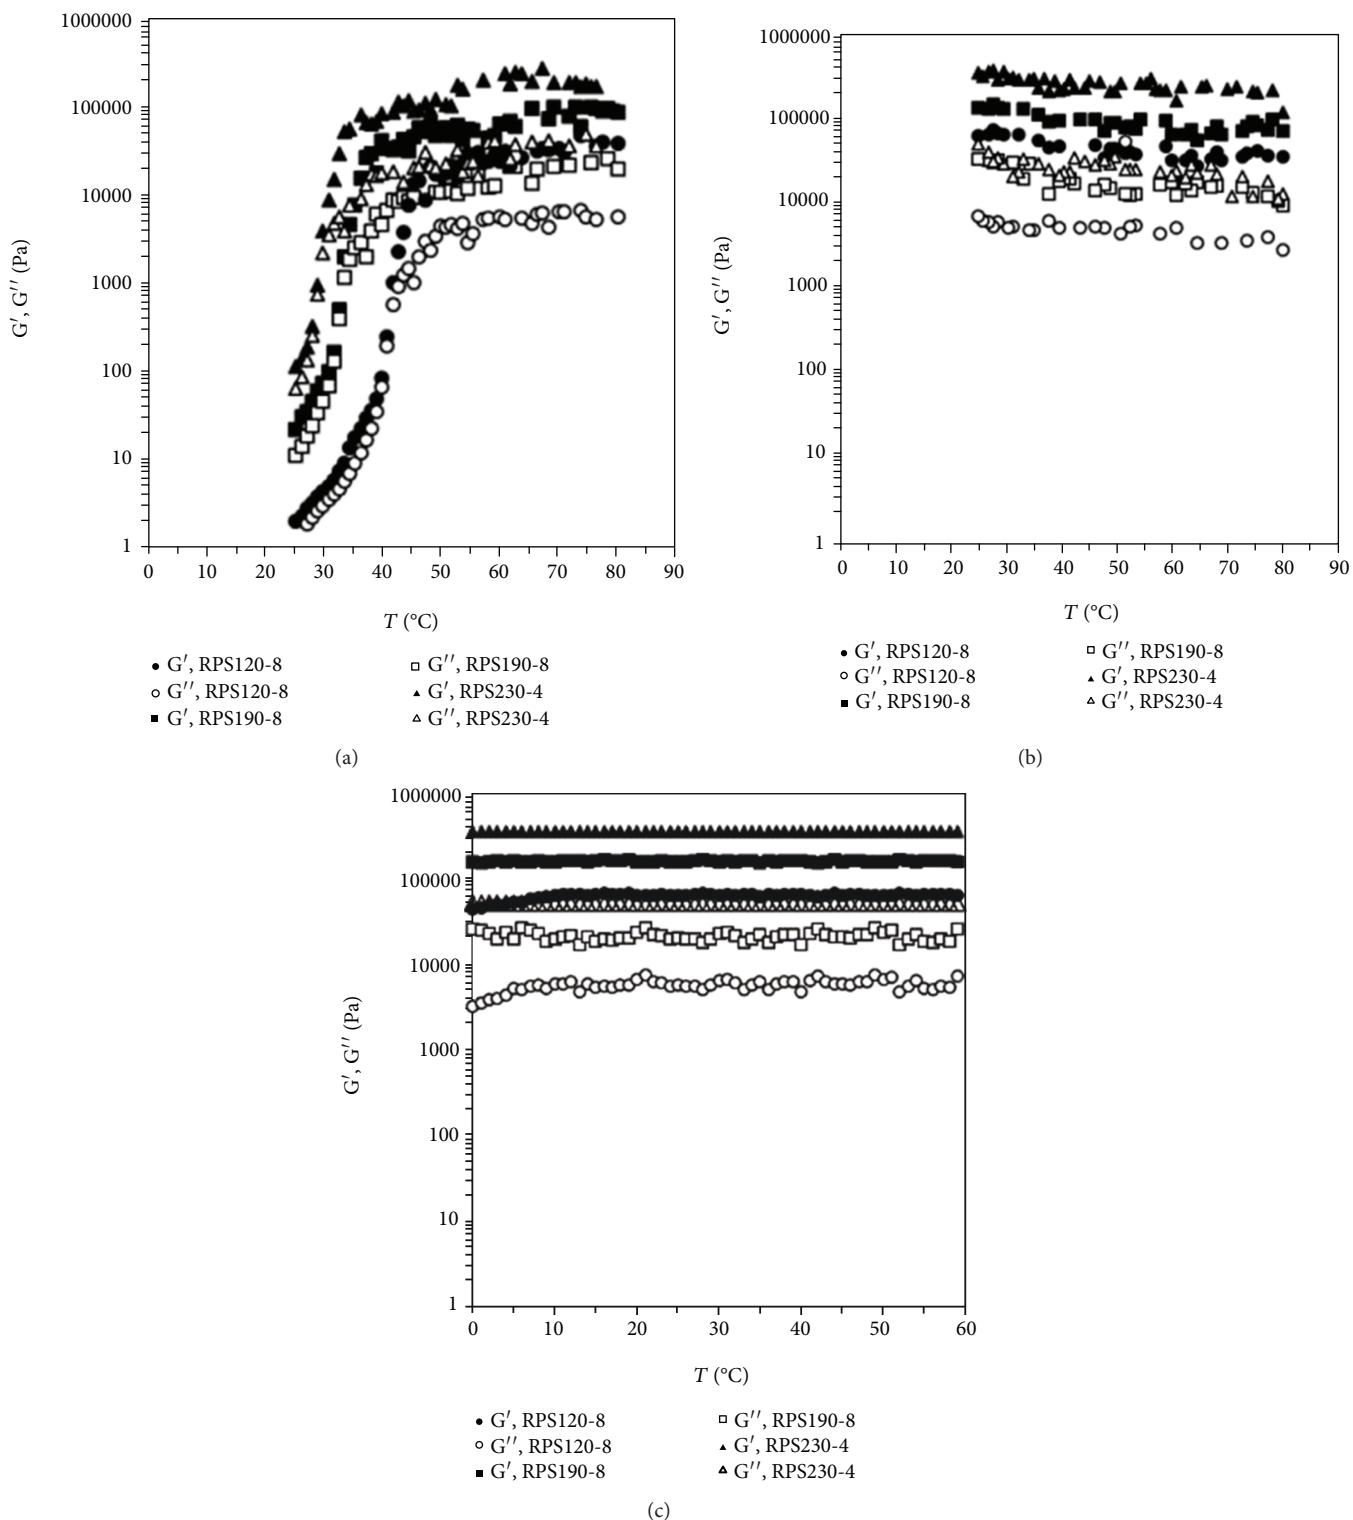 1000000
100000
10000
1000
100
10
1
G′, G′′ (Pa)
0 10 20 30 40 50 60 70 80 90
T (°C)
G′, RPS120-8
G′′, RPS120-8
G′, RPS190-8
G′′, RPS190-8
G′, RPS230-4
G′′, RPS230-4
(a)
1000000
100000
10000
1000
100
10
1
G′, G′′ (Pa)
0 10 20 30 40 50 60 70 80 90
T (°C)
G′, RPS120-8
G′′, RPS120-8
G′, RPS190-8
G′′, RPS190-8
G′, RPS230-4
G′′, RPS230-4
(b)
1000000
100000
10000
1000
100
10
1
G′, G′′ (Pa)
0 10 20 30 40 50 60
T (°C)
G′, RPS120-8
G′′, RPS120-8
G′, RPS190-8
G′′, RPS190-8
G′, RPS230-4
G′′, RPS230-4
(c)